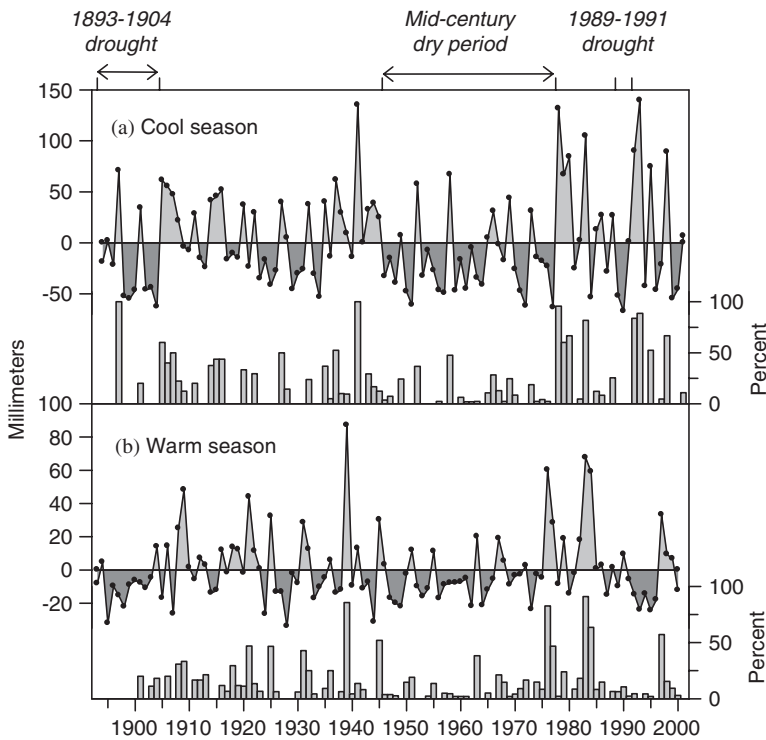 1893-1904
drought
Mid-century
dry period
1989-1991
drought
150
(a) Cool season
100
50
0
-50
100
50
0
Percent
Millimeters
100
(b) Warm season
80
60
40
20
0
-20
100
50
0
Percent
1900 1910 1920 1930 1940 1950 1960 1970 1980 1990 2000